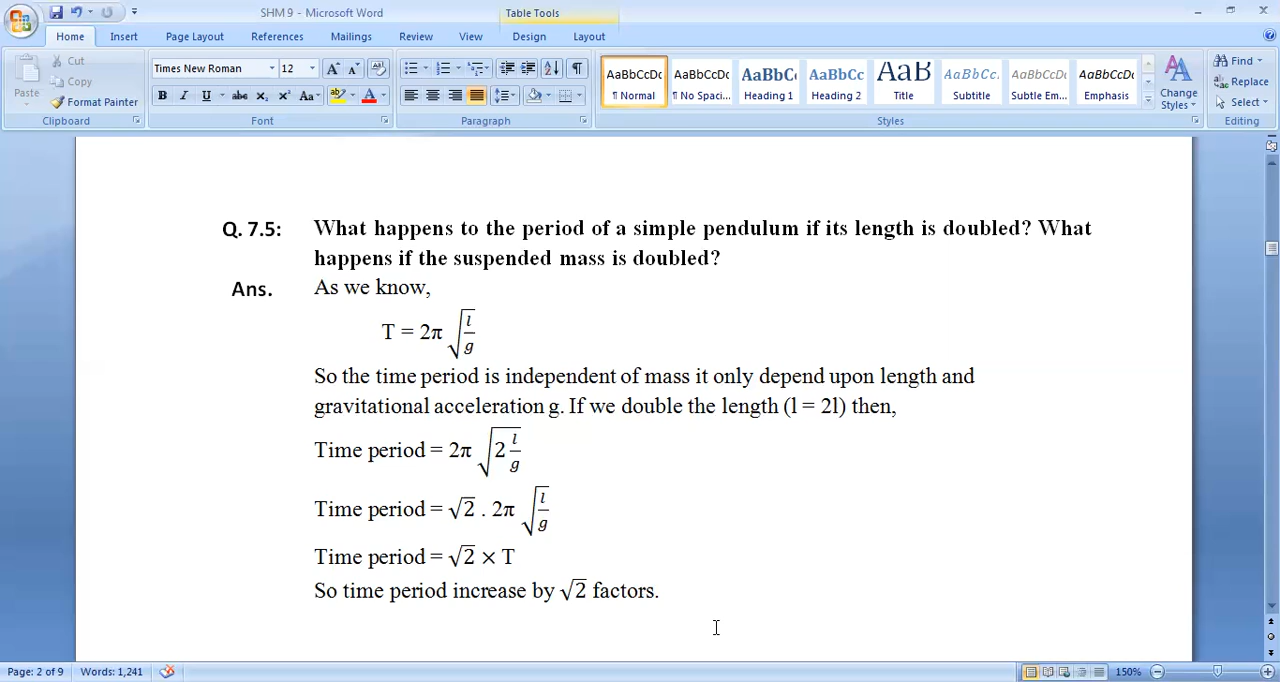 SHM 9 - Microsoft Word
Table Tools
Home Insert Page Layout References Mailings Review View Design Layout
Paste
Cut
Copy
Format Painter
Clipboard
Times New Roman 12
B I U abc x₂ x² Aa A
Font
Paragraph
AaBbCcDc AaBbCcDc AaBbC AaBbCc AaB AaBbCc. AaBbCcDc AaBbCcDc
¶ Normal ¶ No Spaci... Heading 1 Heading 2 Title Subtitle Subtle Em... Emphasis
Change Styles
Styles
Find
Replace
Select
Editing
Q. 7.5: What happens to the period of a simple pendulum if its length is doubled? What
happens if the suspended mass is doubled?
Ans. As we know,
T = 2π √(l/g)
So the time period is independent of mass it only depend upon length and
gravitational acceleration g. If we double the length (l = 2l) then,
Time period = 2π √(2 l/g)
Time period = √2 . 2π √(l/g)
Time period = √2 × T
So time period increase by √2 factors.
Page: 2 of 9 Words: 1,241 150%